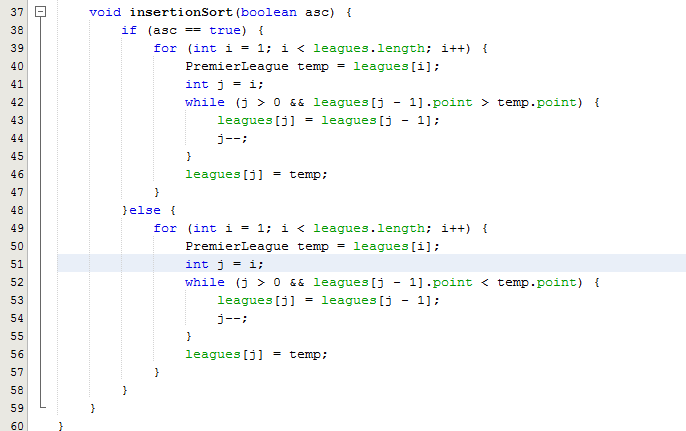 37 void insertionSort(boolean asc) {
38 if (asc == true) {
39 for (int i = 1; i < leagues.length; i++) {
40 PremierLeague temp = leagues[i];
41 int j = i;
42 while (j > 0 && leagues[j - 1].point > temp.point) {
43 leagues[j] = leagues[j - 1];
44 j--;
45 }
46 leagues[j] = temp;
47 }
48 }else {
49 for (int i = 1; i < leagues.length; i++) {
50 PremierLeague temp = leagues[i];
51 int j = i;
52 while (j > 0 && leagues[j - 1].point < temp.point) {
53 leagues[j] = leagues[j - 1];
54 j--;
55 }
56 leagues[j] = temp;
57 }
58 }
59 }
60 }